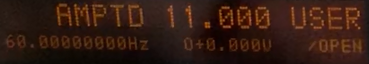 AMPTD 11.000 USER
60.00000000Hz O+0.000V /OPEN